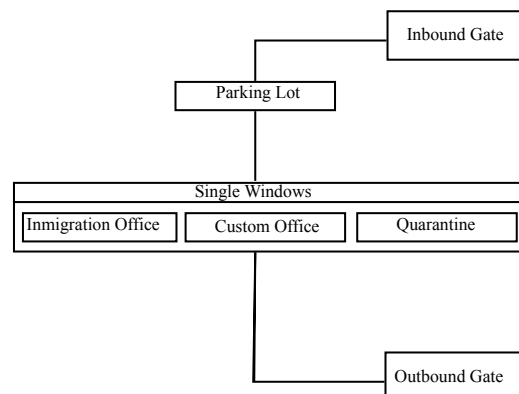 Inbound Gate
Parking Lot
Single Windows
Inmigration Office
Custom Office
Quarantine
Outbound Gate